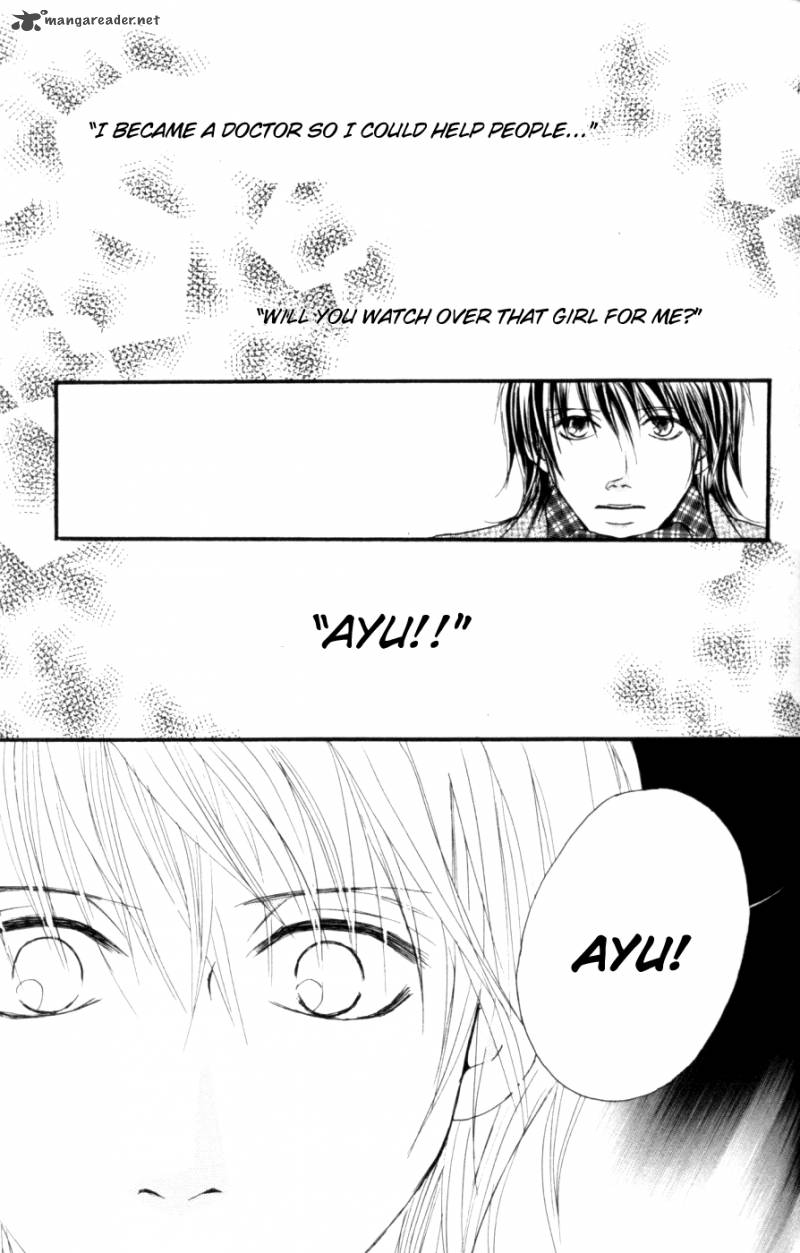 mangareader.net
"I BECAME A DOCTOR SO I COULD HELP PEOPLE..."
"WILL YOU WATCH OVER THAT GIRL FOR ME?"
"AYU!!"
AYU!